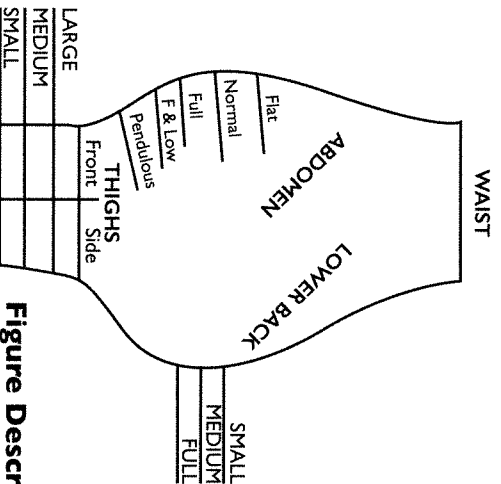 WAIST
ABDOMEN
LOWER BACK
Flat
Normal
Full
F & Low
Pendulous
THIGHS
Front Side
LARGE
MEDIUM
SMALL
SMALL
MEDIUM
FULL
Figure Descr